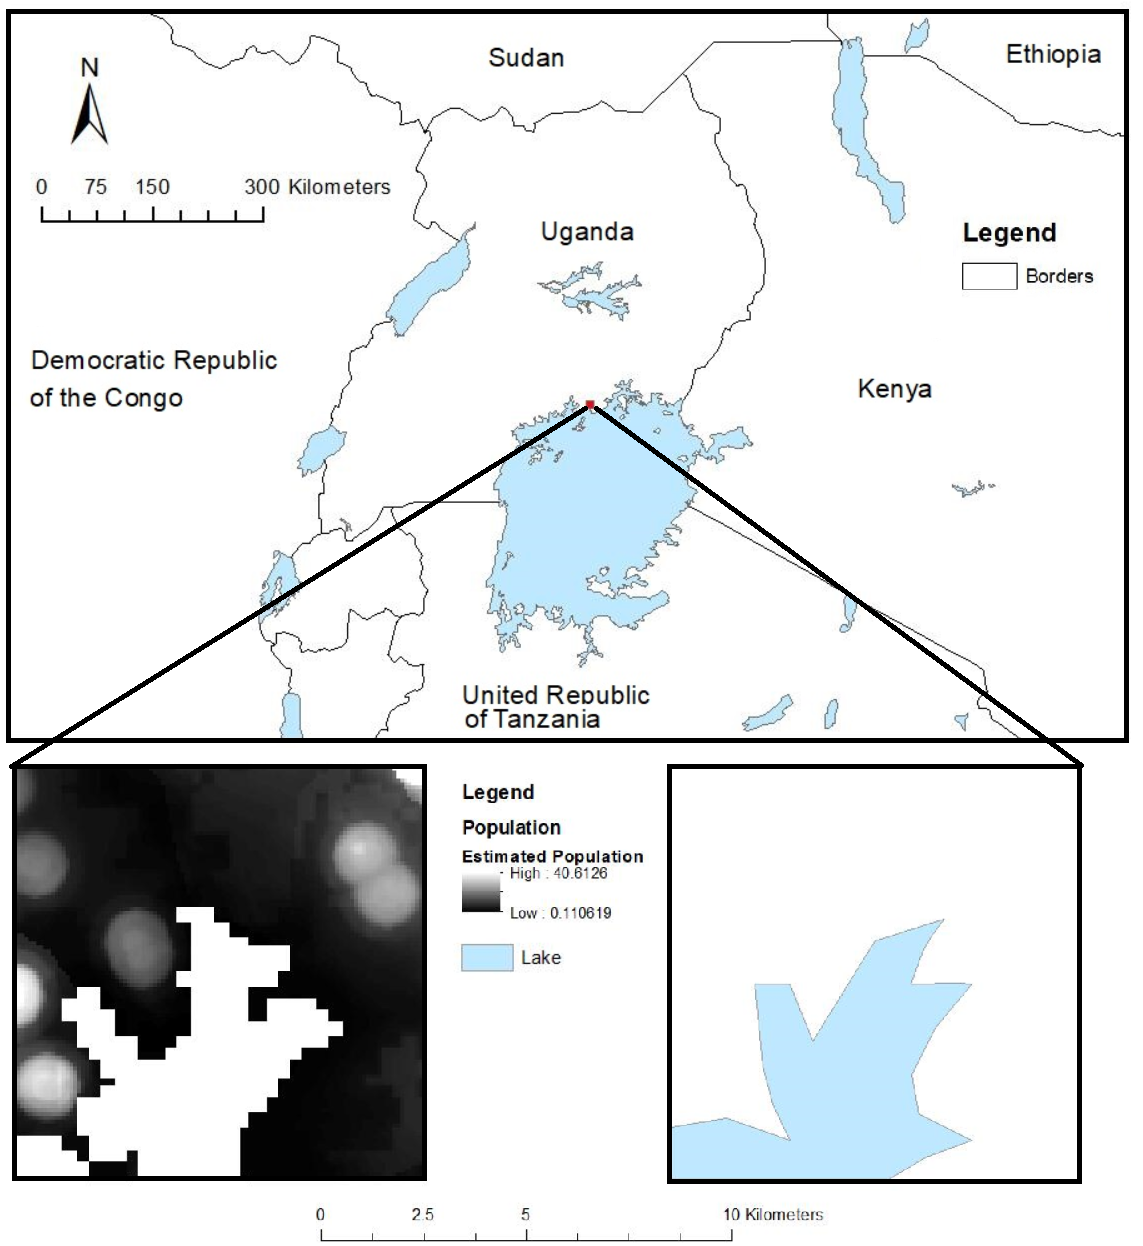 Sudan
Ethiopia
N
0 75 150 300 Kilometers
Uganda
Legend
Borders
Democratic Republic
of the Congo
Kenya
United Republic
of Tanzania
Legend
Population
Estimated Population
High : 40.6126
Low : 0.110619
Lake
0 2.5 5 10 Kilometers